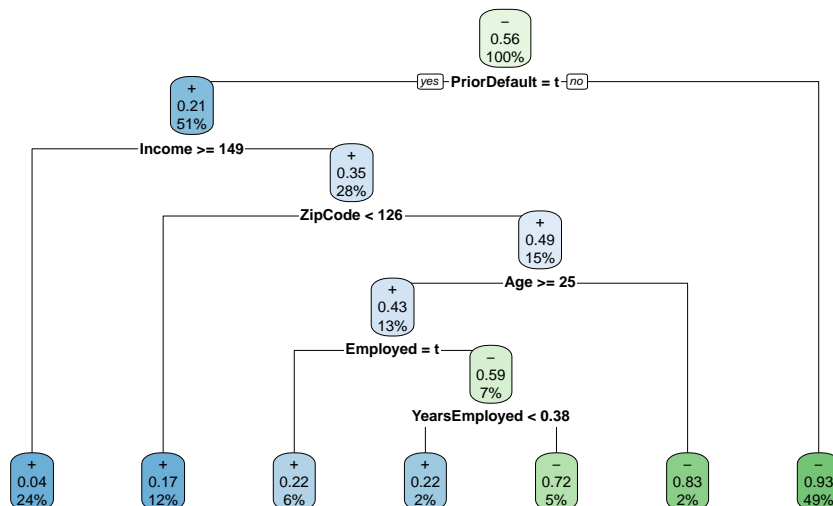 −
0.56
100%
yes PriorDefault = t no
+
0.21
51%
Income >= 149
+
0.35
28%
ZipCode < 126
+
0.49
15%
Age >= 25
+
0.43
13%
Employed = t
−
0.59
7%
YearsEmployed < 0.38
+ + + + − − −
0.04 0.17 0.22 0.22 0.72 0.83 0.93
24% 12% 6% 2% 5% 2% 49%